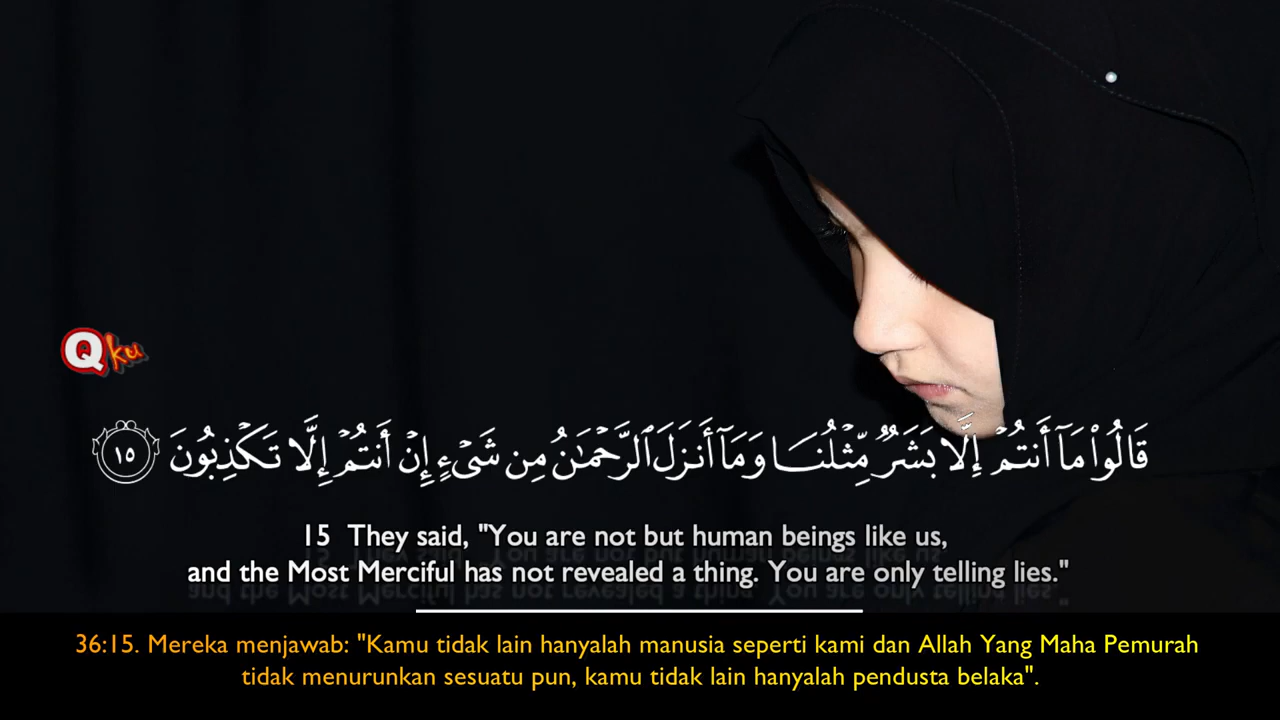 Qku
قَالُوا۟ مَآ أَنتُمْ إِلَّا بَشَرٌ مِّثْلُنَا وَمَآ أَنزَلَ ٱلرَّحْمَـٰنُ مِن شَىْءٍ إِنْ أَنتُمْ إِلَّا تَكْذِبُونَ ١٥
15 They said, "You are not but human beings like us,
and the Most Merciful has not revealed a thing. You are only telling lies."
36:15. Mereka menjawab: "Kamu tidak lain hanyalah manusia seperti kami dan Allah Yang Maha Pemurah
tidak menurunkan sesuatu pun, kamu tidak lain hanyalah pendusta belaka".